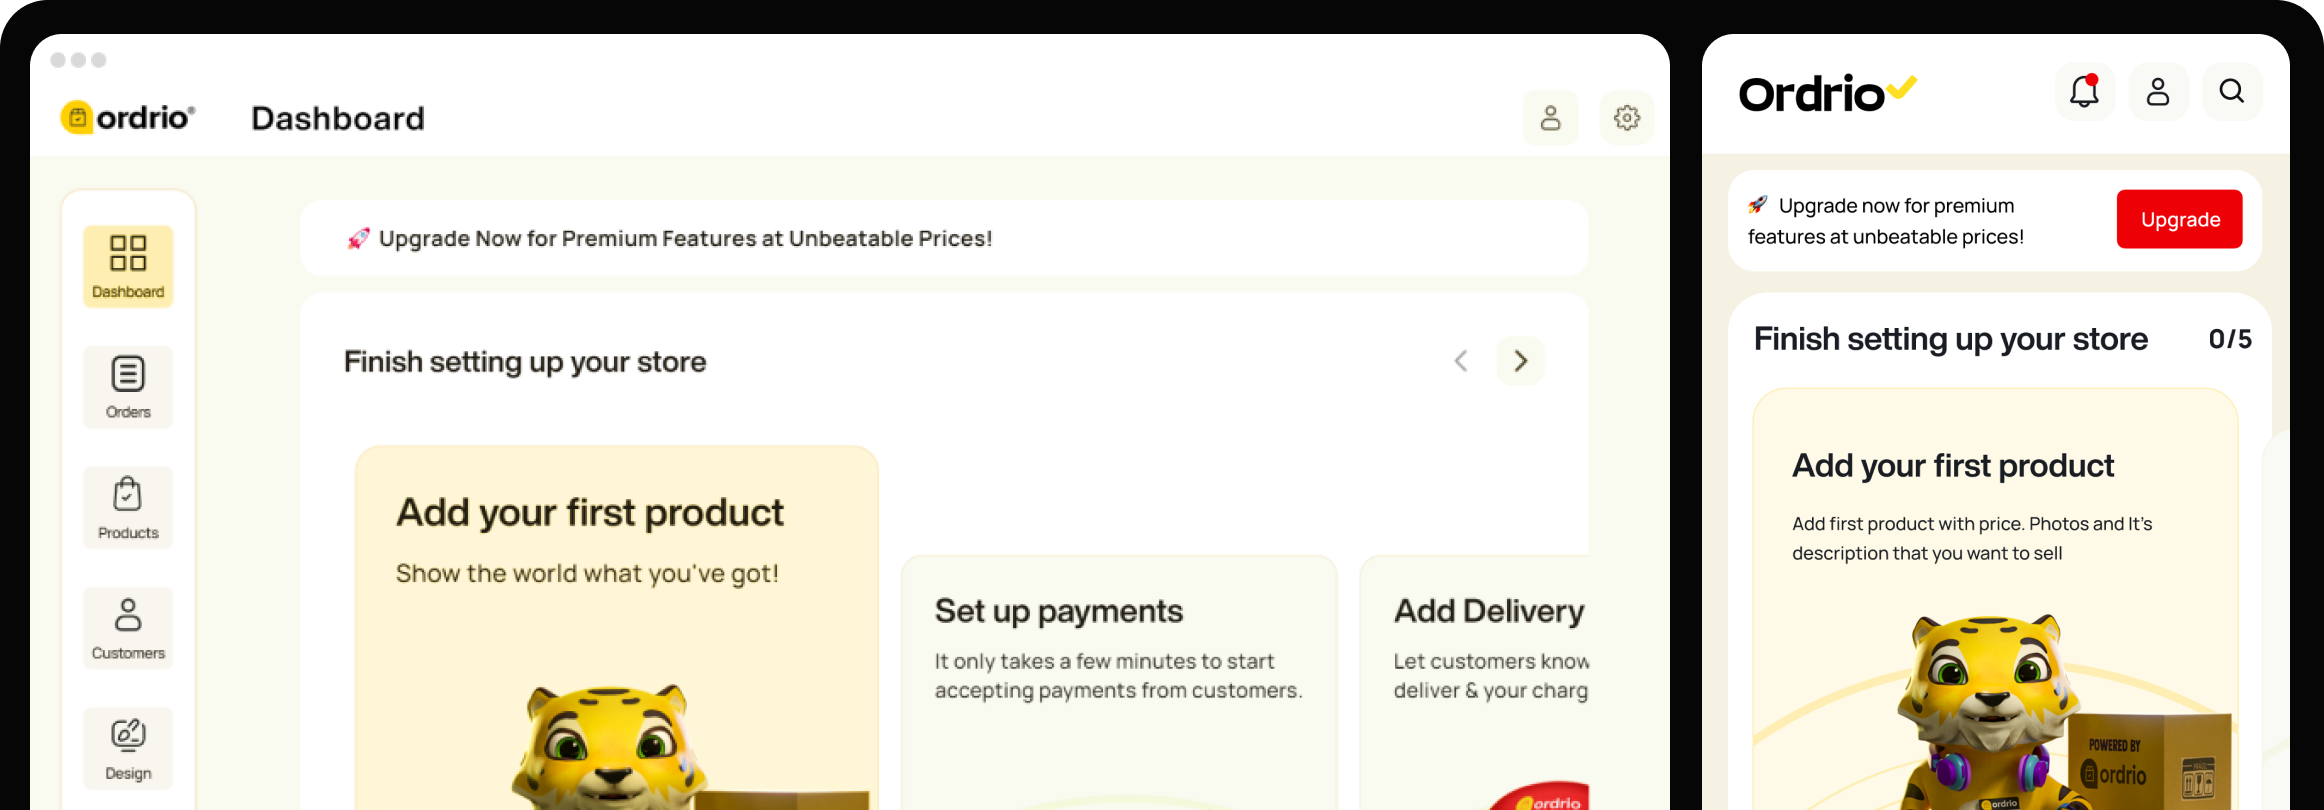 ordrio®
Dashboard
🚀 Upgrade Now for Premium Features at Unbeatable Prices!
Dashboard
Orders
Products
Customers
Design
Finish setting up your store
Add your first product
Show the world what you've got!
Set up payments
It only takes a few minutes to start
accepting payments from customers.
Add Delivery
Let customers know
deliver & your charg
ordrio
Ordrio
🚀 Upgrade now for premium
features at unbeatable prices!
Upgrade
Finish setting up your store
0/5
Add your first product
Add first product with price. Photos and It's
description that you want to sell
POWERED BY
ordrio
FRAGILE
ordrio